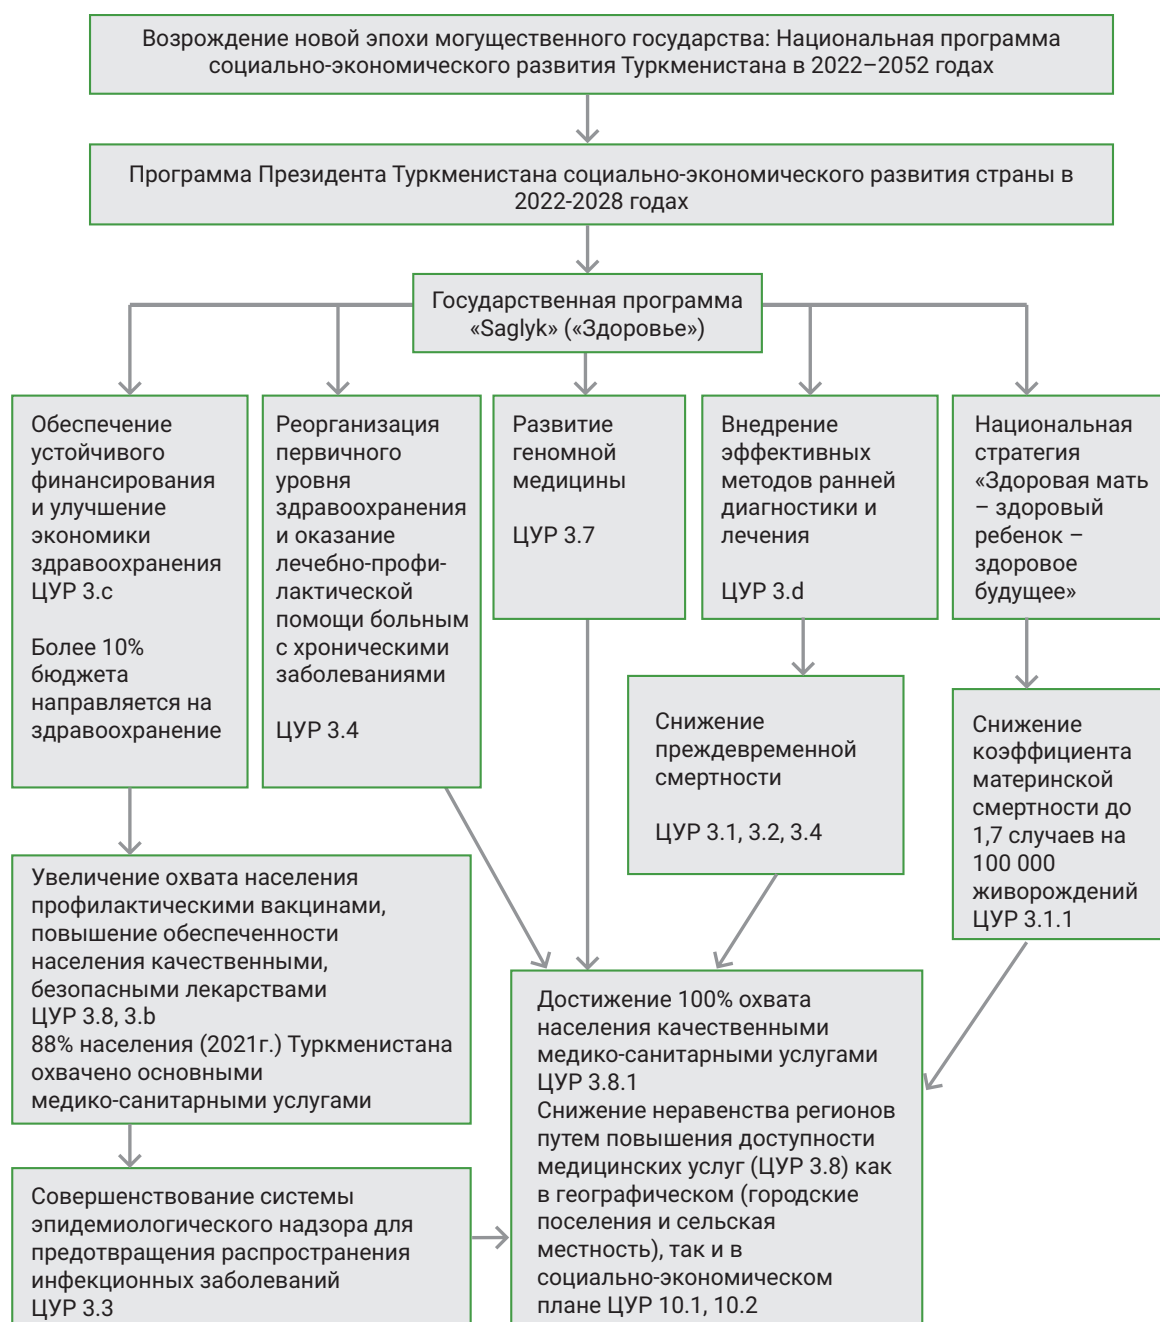 Возрождение новой эпохи могущественного государства: Национальная программа
социально-экономического развития Туркменистана в 2022–2052 годах
Программа Президента Туркменистана социально-экономического развития страны в
2022-2028 годах
Государственная программа
«Saglyk» («Здоровье»)
Обеспечение
устойчивого
финансирования
и улучшение
экономики
здравоохранения
ЦУР 3.c
Более 10%
бюджета
направляется на
здравоохранение
Реорганизация
первичного
уровня
здравоохранения
и оказание
лечебно-профи-
лактической
помощи больным
с хроническими
заболеваниями
ЦУР 3.4
Развитие
геномной
медицины
ЦУР 3.7
Внедрение
эффективных
методов ранней
диагностики и
лечения
ЦУР 3.d
Национальная
стратегия
«Здоровая мать
– здоровый
ребенок –
здоровое
будущее»
Снижение
преждевременной
смертности
ЦУР 3.1, 3.2, 3.4
Снижение
коэффициента
материнской
смертности до
1,7 случаев на
100 000
живорождений
ЦУР 3.1.1
Увеличение охвата населения
профилактическими вакцинами,
повышение обеспеченности
населения качественными,
безопасными лекарствами
ЦУР 3.8, 3.b
88% населения (2021г.) Туркменистана
охвачено основными
медико-санитарными услугами
Совершенствование системы
эпидемиологического надзора для
предотвращения распространения
инфекционных заболеваний
ЦУР 3.3
Достижение 100% охвата
населения качественными
медико-санитарными услугами
ЦУР 3.8.1
Снижение неравенства регионов
путем повышения доступности
медицинских услуг (ЦУР 3.8) как
в географическом (городские
поселения и сельская
местность), так и в
социально-экономическом
плане ЦУР 10.1, 10.2